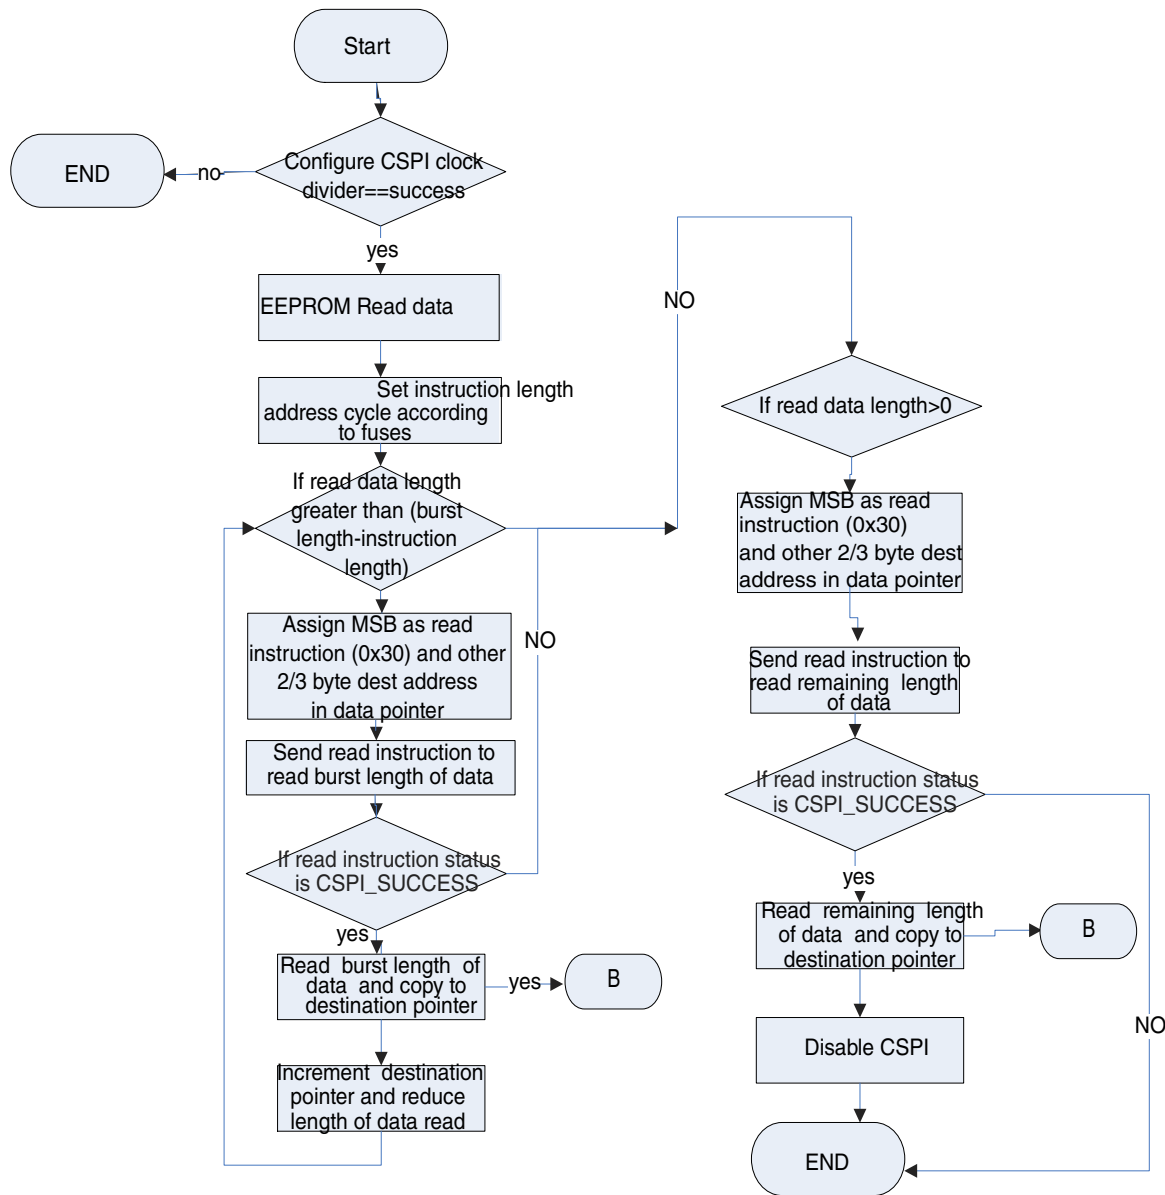 Start
Configure CSPI clock
divider==success
no
END
yes
EEPROM Read data
Set instruction length
address cycle according
to fuses
If read data length
greater than (burst
length-instruction
length)
NO
Assign MSB as read
instruction (0x30) and other
2/3 byte dest address
in data pointer
Send read instruction to
read burst length of data
If read instruction status
is CSPI_SUCCESS
NO
yes
Read burst length of
data and copy to
destination pointer
yes
B
Increment destination
pointer and reduce
length of data read
If read data length>0
Assign MSB as read
instruction (0x30)
and other 2/3 byte dest
address in data pointer
Send read instruction to
read remaining length
of data
If read instruction status
is CSPI_SUCCESS
yes
Read remaining length
of data and copy to
destination pointer
B
NO
Disable CSPI
END